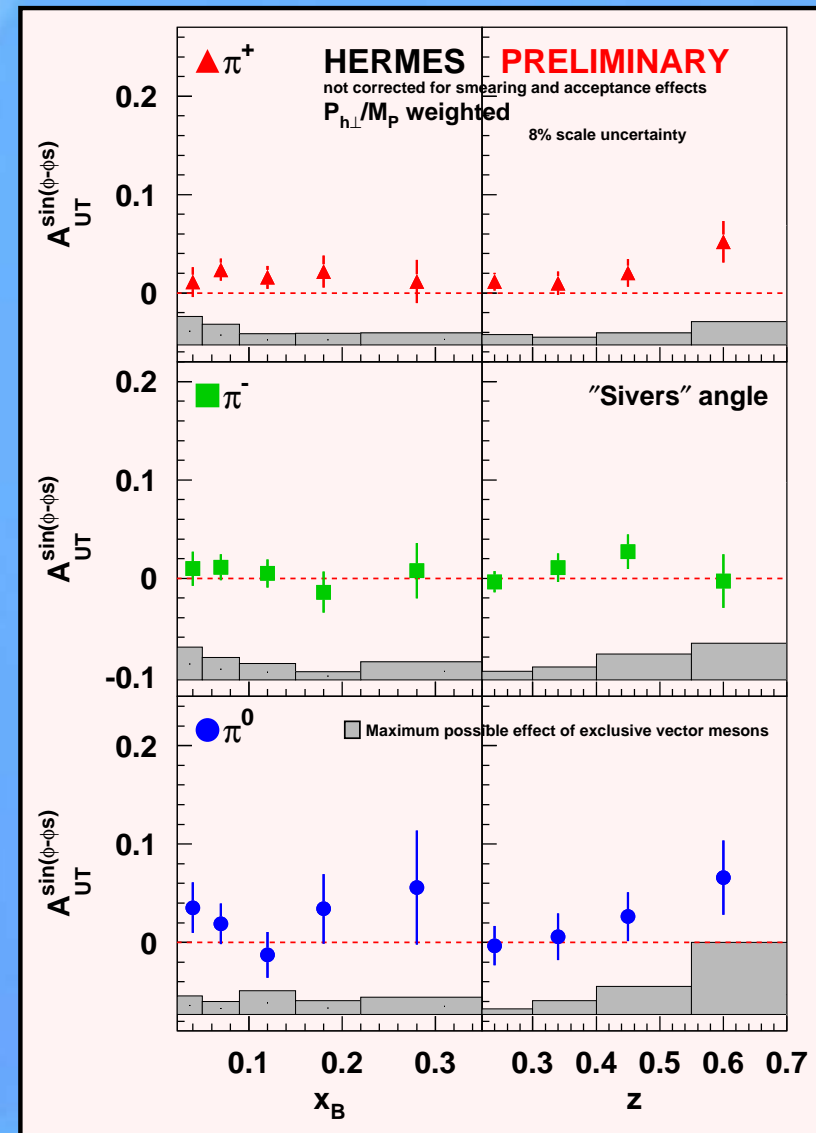 π+ HERMES PRELIMINARY
not corrected for smearing and acceptance effects
P_h⊥/M_P weighted
8% scale uncertainty
0.2
0.1
0
A_UT^sin(ϕ-ϕs)
π- ″Sivers″ angle
0.2
0.1
0
-0.1
A_UT^sin(ϕ-ϕs)
π0 Maximum possible effect of exclusive vector mesons
0.2
0.1
0
A_UT^sin(ϕ-ϕs)
0.1 0.2 0.3 0.3 0.4 0.5 0.6 0.7
x_B z